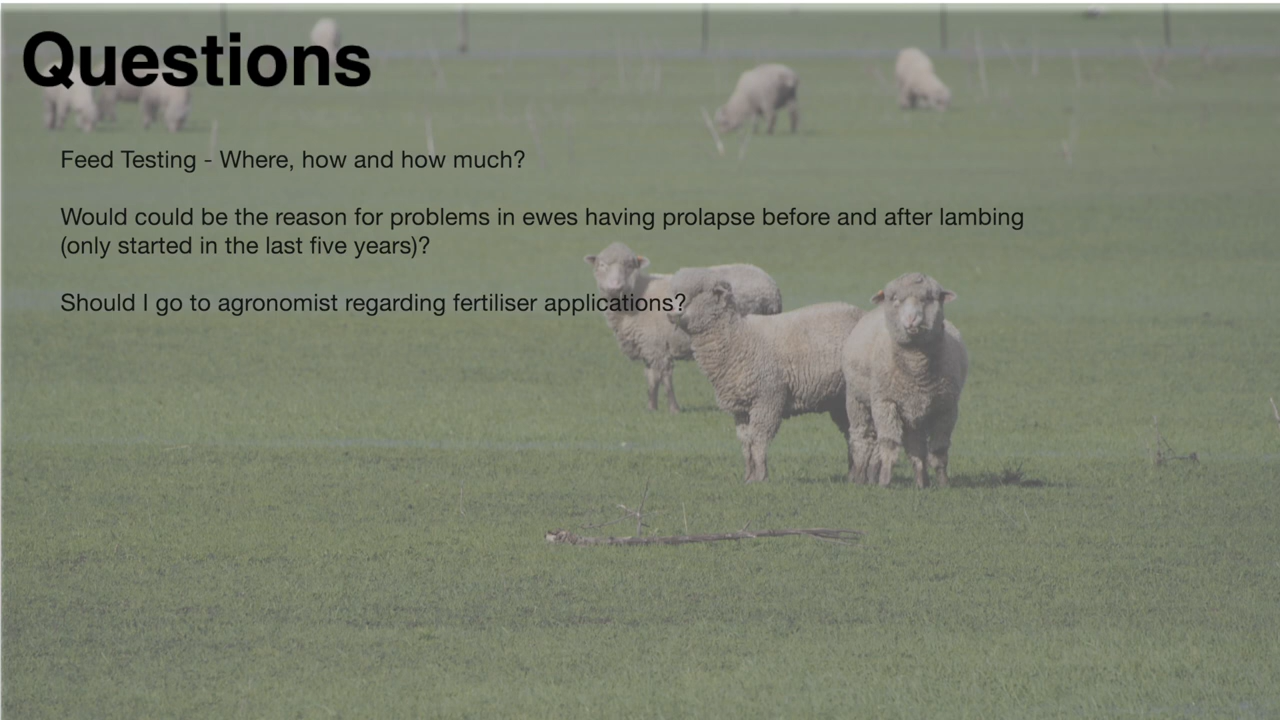 Questions
Feed Testing - Where, how and how much?
Would could be the reason for problems in ewes having prolapse before and after lambing
(only started in the last five years)?
Should I go to agronomist regarding fertiliser applications?